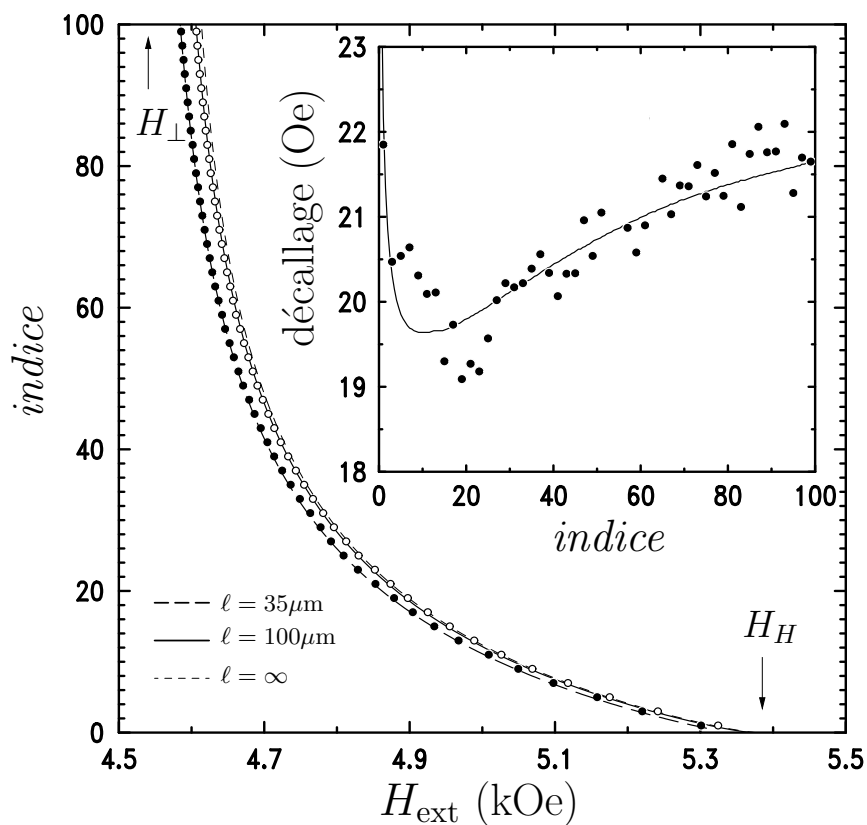 100
80
60
40
20
0
indice
4.5
4.7
4.9
5.1
5.3
5.5
H_ext (kOe)
H_⊥
H_H
ℓ = 35μm
ℓ = 100μm
ℓ = ∞
23
22
21
20
19
18
décallage (Oe)
0
20
40
60
80
100
indice